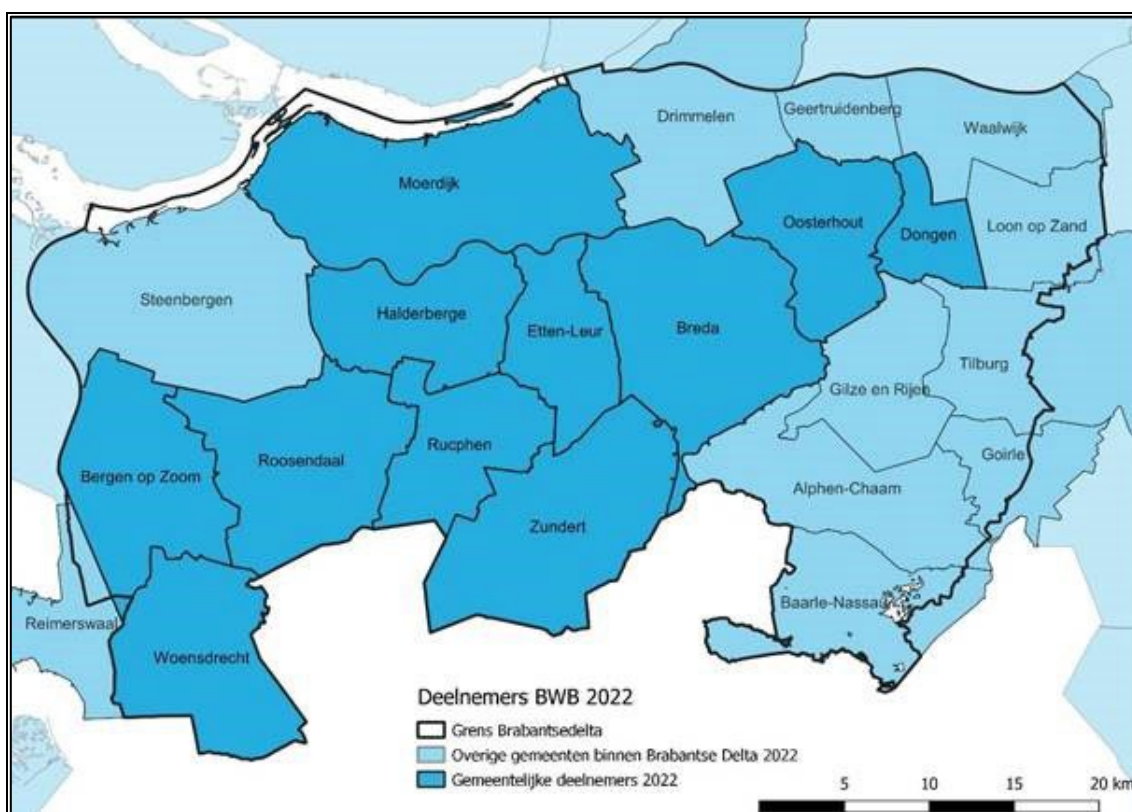 Drimmelen
Geertruidenberg
Waalwijk
Moerdijk
Oosterhout
Dongen
Loon op Zand
Steenbergen
Halderberge
Etten-Leur
Breda
Tilburg
Gilze en Rijen
Rucphen
Roosendaal
Bergen op Zoom
Goirle
Alphen-Chaam
Zundert
Baarle-Nassau
Reimerswaal
Woensdrecht
Deelnemers BWB 2022
Grens Brabantsedelta
Overige gemeenten binnen Brabantse Delta 2022
Gemeentelijke deelnemers 2022
5 10 15 20 km